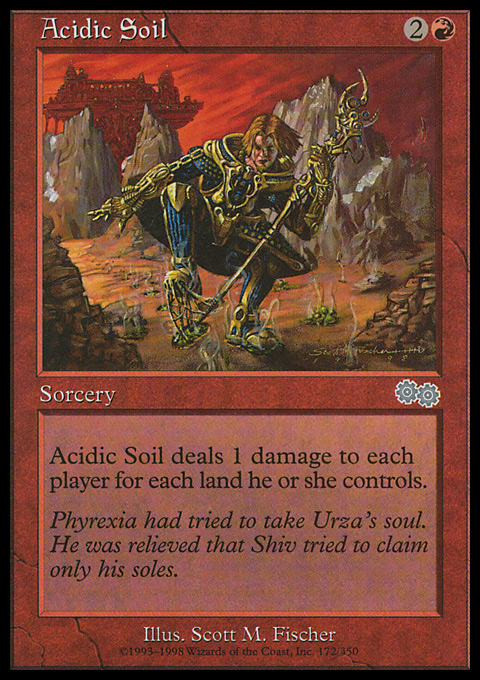 Acidic Soil
2
Sorcery
Acidic Soil deals 1 damage to each
player for each land he or she controls.
Phyrexia had tried to take Urza's soul.
He was relieved that Shiv tried to claim
only his soles.
Illus. Scott M. Fischer
©1993–1998 Wizards of the Coast, Inc. 172/350